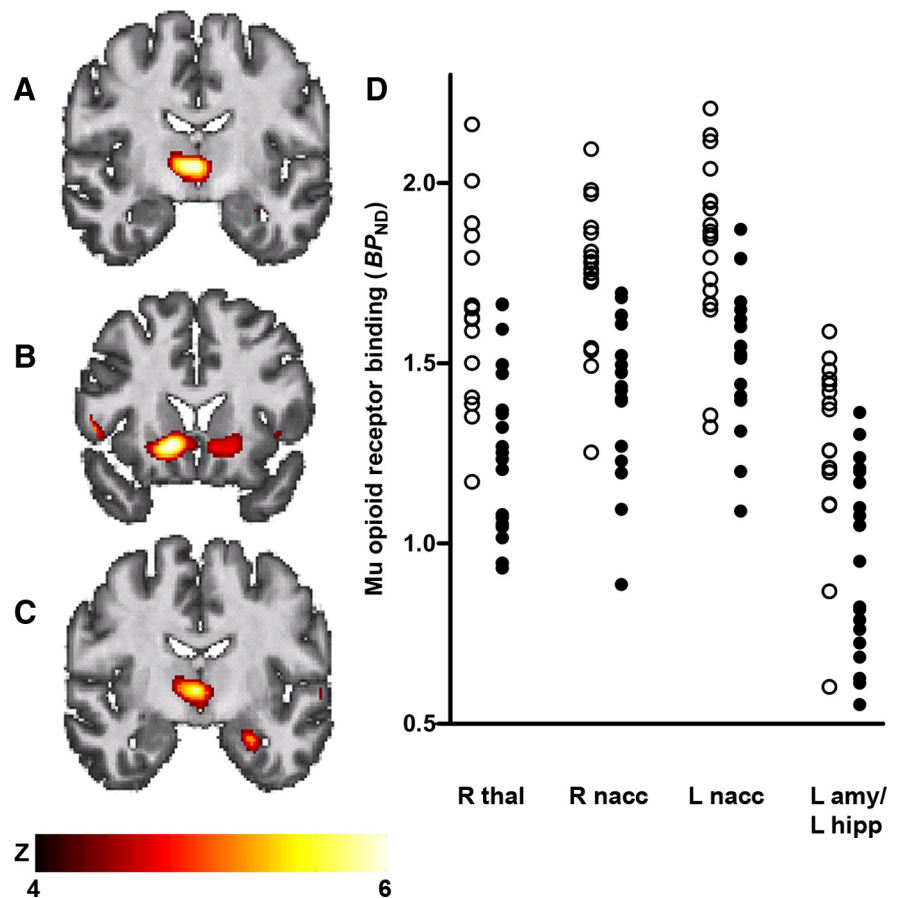 A
D
Mu opioid receptor binding (BPND)
2.0
1.5
1.0
0.5
B
C
R thal
R nacc
L nacc
L amy/
L hipp
Z
4
6